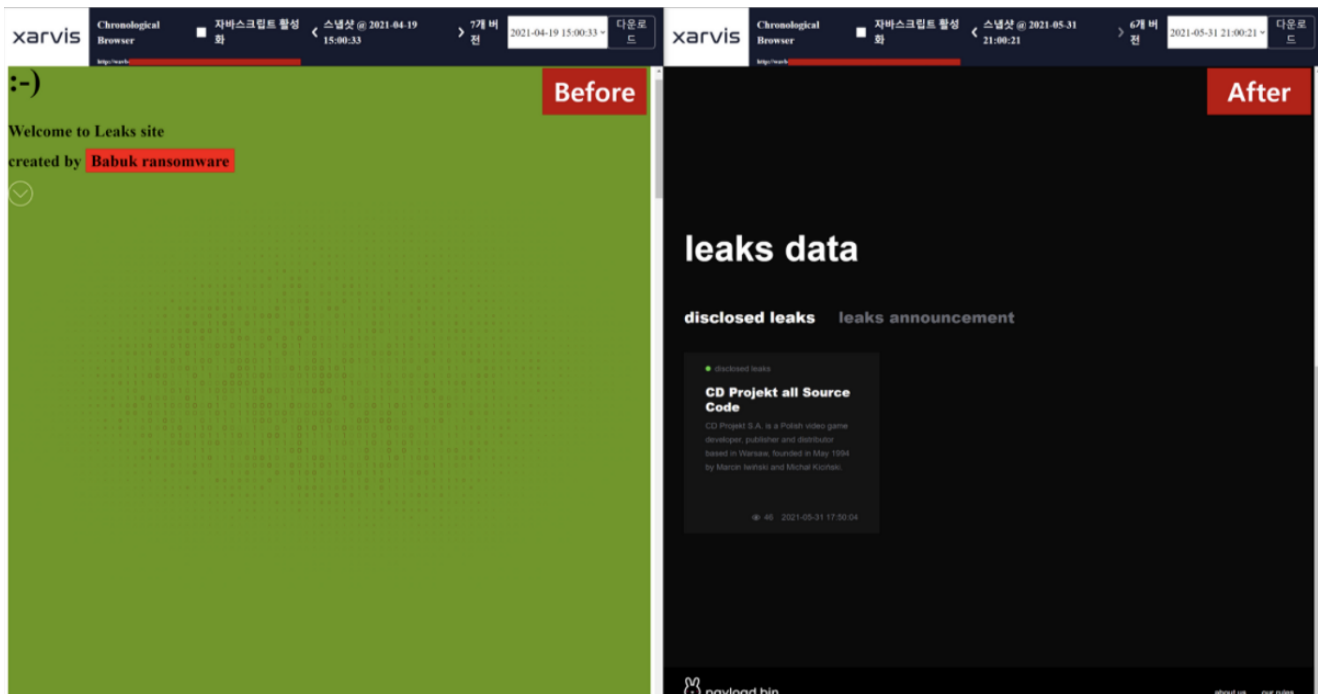 xarvis
Chronological
Browser
자바스크립트 활성
화
스냅샷 @ 2021-04-19
15:00:33
7개 버
전
2021-04-19 15:00:33
다운로
드
:-)
Before
Welcome to Leaks site
created by Babuk ransomware
xarvis
Chronological
Browser
자바스크립트 활성
화
스냅샷 @ 2021-05-31
21:00:21
6개 버
전
2021-05-31 21:00:21
다운로
드
After
leaks data
disclosed leaks leaks announcement
disclosed leaks
CD Projekt all Source
Code
CD Projekt S.A. is a Polish video game
developer, publisher and distributor
based in Warsaw, founded in May 1994
by Marcin Iwiński and Michał Kiciński.
46 2021-05-31 17:50:04
payload bin
about us our rules